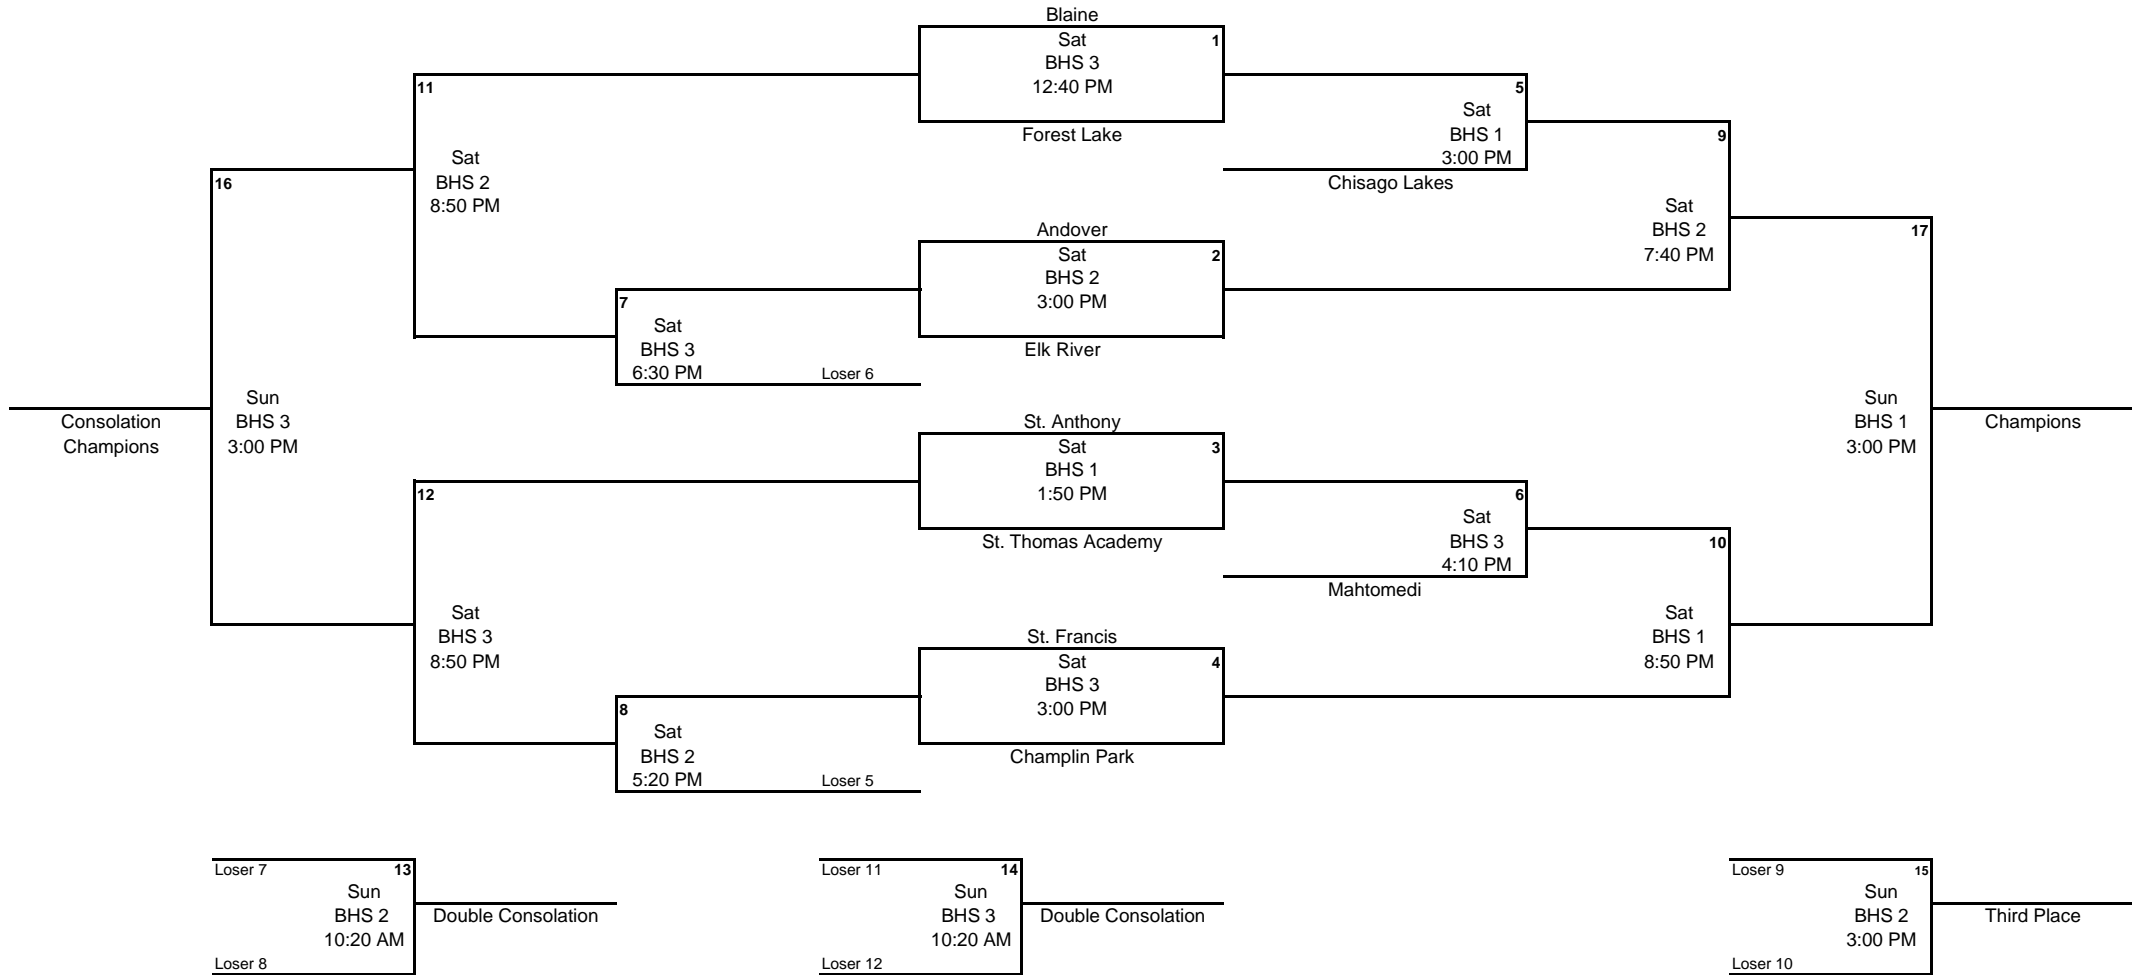 Blaine
Sat
1
BHS 3
12:40 PM
Forest Lake
11
Sat
BHS 2
8:50 PM
5
Sat
BHS 1
3:00 PM
Chisago Lakes
9
Sat
BHS 2
7:40 PM
16
Sun
BHS 3
3:00 PM
Consolation
Champions
Andover
Sat
2
BHS 2
3:00 PM
Elk River
7
Sat
BHS 3
6:30 PM
Loser 6
17
Sun
BHS 1
3:00 PM
Champions
St. Anthony
Sat
3
BHS 1
1:50 PM
St. Thomas Academy
12
Sat
BHS 3
8:50 PM
6
Sat
BHS 3
4:10 PM
Mahtomedi
10
Sat
BHS 1
8:50 PM
St. Francis
Sat
4
BHS 3
3:00 PM
Champlin Park
8
Sat
BHS 2
5:20 PM
Loser 5
Loser 7
13
Sun
BHS 2
10:20 AM
Loser 8
Double Consolation
Loser 11
14
Sun
BHS 3
10:20 AM
Loser 12
Double Consolation
Loser 9
15
Sun
BHS 2
3:00 PM
Loser 10
Third Place